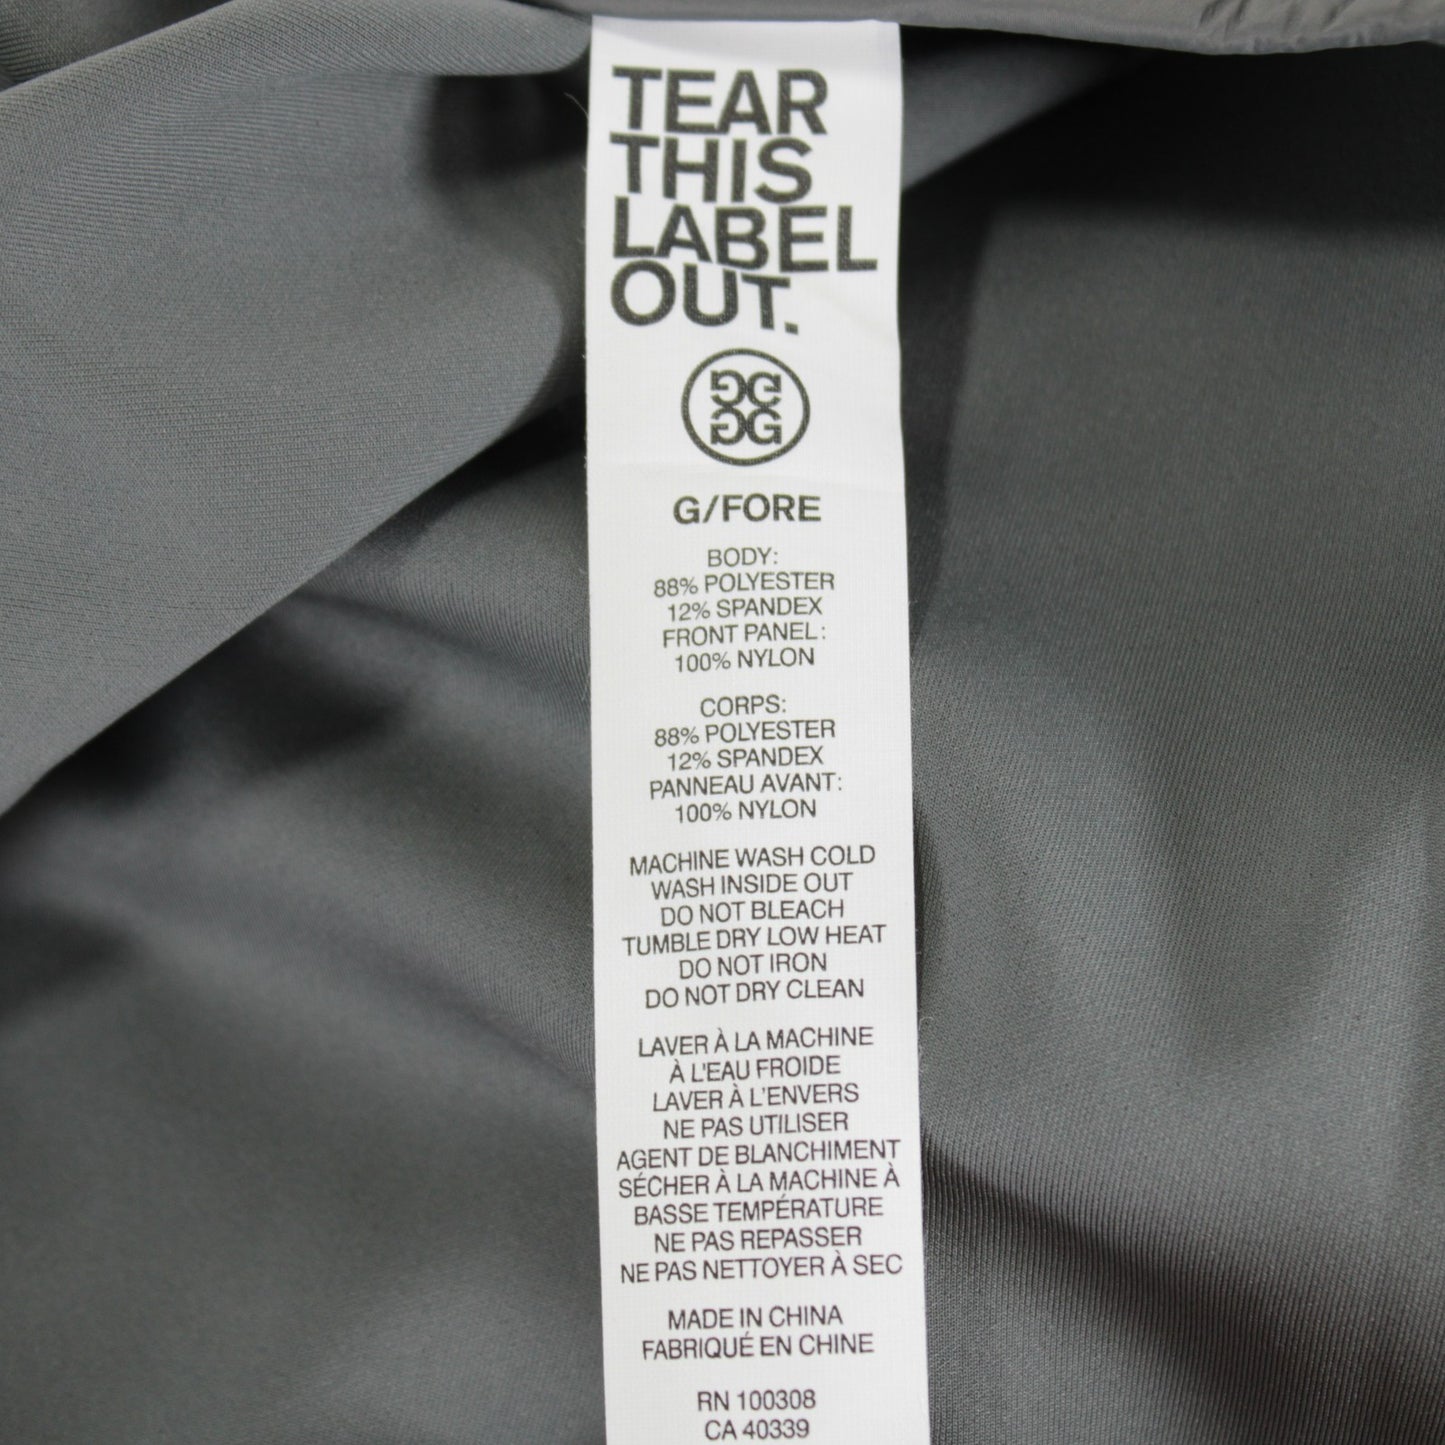 TEAR
THIS
LABEL
OUT.
G/FORE
BODY:
88% POLYESTER
12% SPANDEX
FRONT PANEL:
100% NYLON
CORPS:
88% POLYESTER
12% SPANDEX
PANNEAU AVANT:
100% NYLON
MACHINE WASH COLD
WASH INSIDE OUT
DO NOT BLEACH
TUMBLE DRY LOW HEAT
DO NOT IRON
DO NOT DRY CLEAN
LAVER À LA MACHINE
À L'EAU FROIDE
LAVER À L'ENVERS
NE PAS UTILISER
AGENT DE BLANCHIMENT
SÉCHER À LA MACHINE À
BASSE TEMPÉRATURE
NE PAS REPASSER
NE PAS NETTOYER À SEC
MADE IN CHINA
FABRIQUÉ EN CHINE
RN 100308
CA 40339